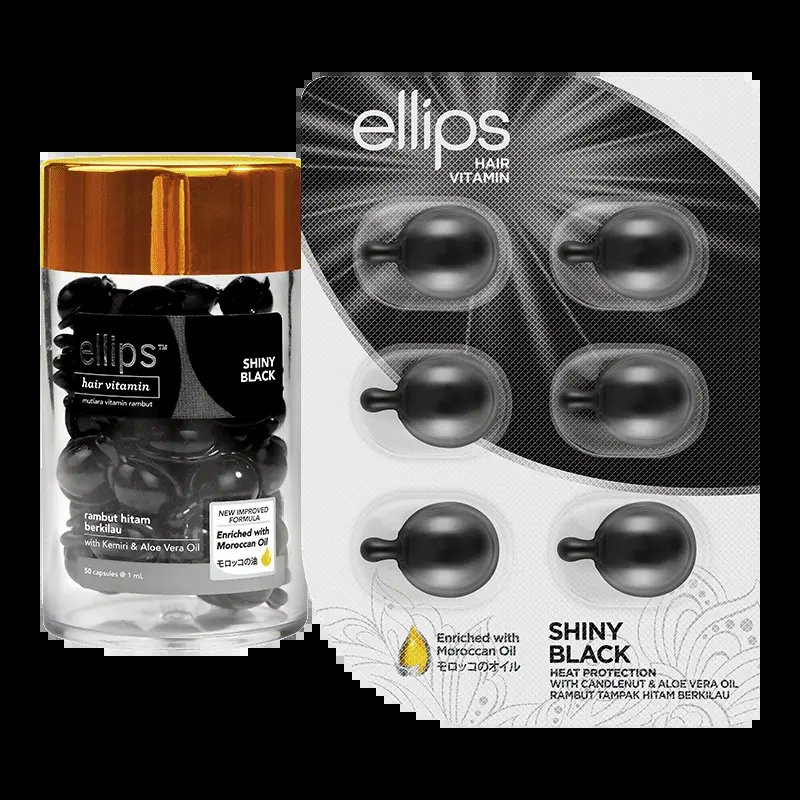 ellips™
hair vitamin
mutiara vitamin rambut
SHINY
BLACK
rambut hitam
berkilau
with Kemiri & Aloe Vera Oil
50 capsules @ 1 mL
NEW IMPROVED
FORMULA
Enriched with
Moroccan Oil
モロッコの油
ellips
HAIR
VITAMIN
Enriched with
Moroccan Oil
モロッコのオイル
SHINY
BLACK
HEAT PROTECTION
WITH CANDLENUT & ALOE VERA OIL
RAMBUT TAMPAK HITAM BERKILAU